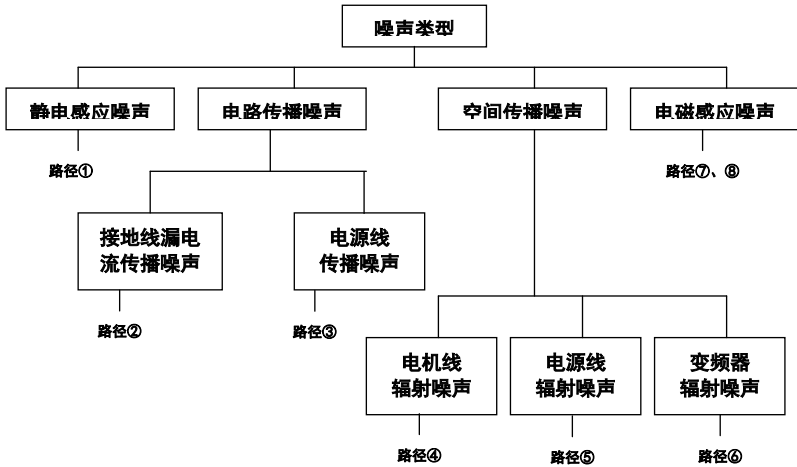 噪声类型
静电感应噪声
电路传播噪声
空间传播噪声
电磁感应噪声
路径①
路径⑦、⑧
接地线漏电
流传播噪声
电源线
传播噪声
路径②
路径③
电机线
辐射噪声
电源线
辐射噪声
变频器
辐射噪声
路径④
路径⑤
路径⑥